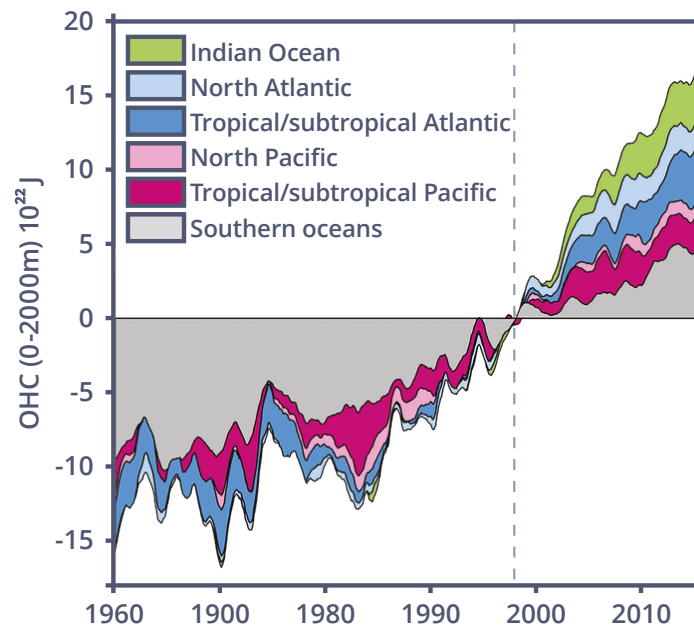 20
15
10
5
0
-5
-10
-15
OHC (0-2000m) 10²² J
Indian Ocean
North Atlantic
Tropical/subtropical Atlantic
North Pacific
Tropical/subtropical Pacific
Southern oceans
1960 1900 1980 1990 2000 2010